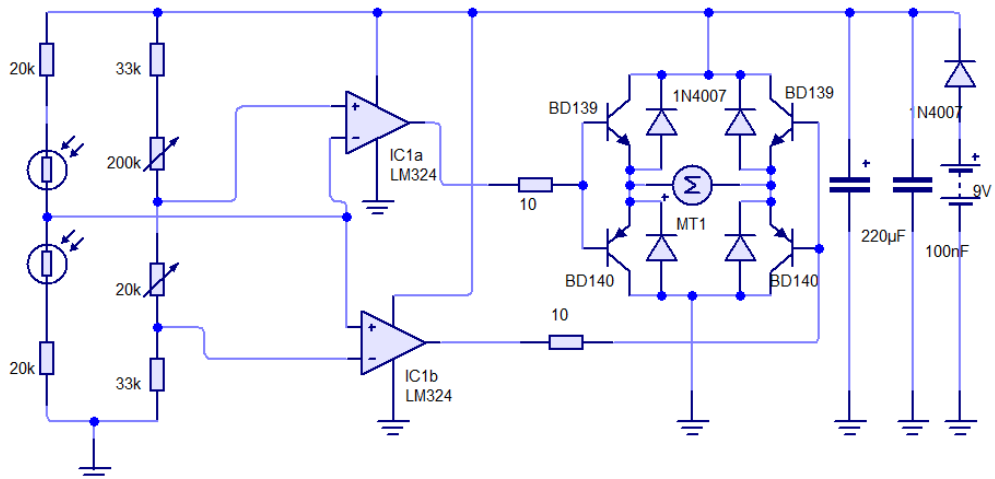 20k
33k
200k
20k
20k
33k
+
−
IC1a
LM324
+
−
IC1b
LM324
10
10
BD139
1N4007
BD139
+
Σ
MT1
BD140
BD140
+
220µF
100nF
1N4007
+
9V